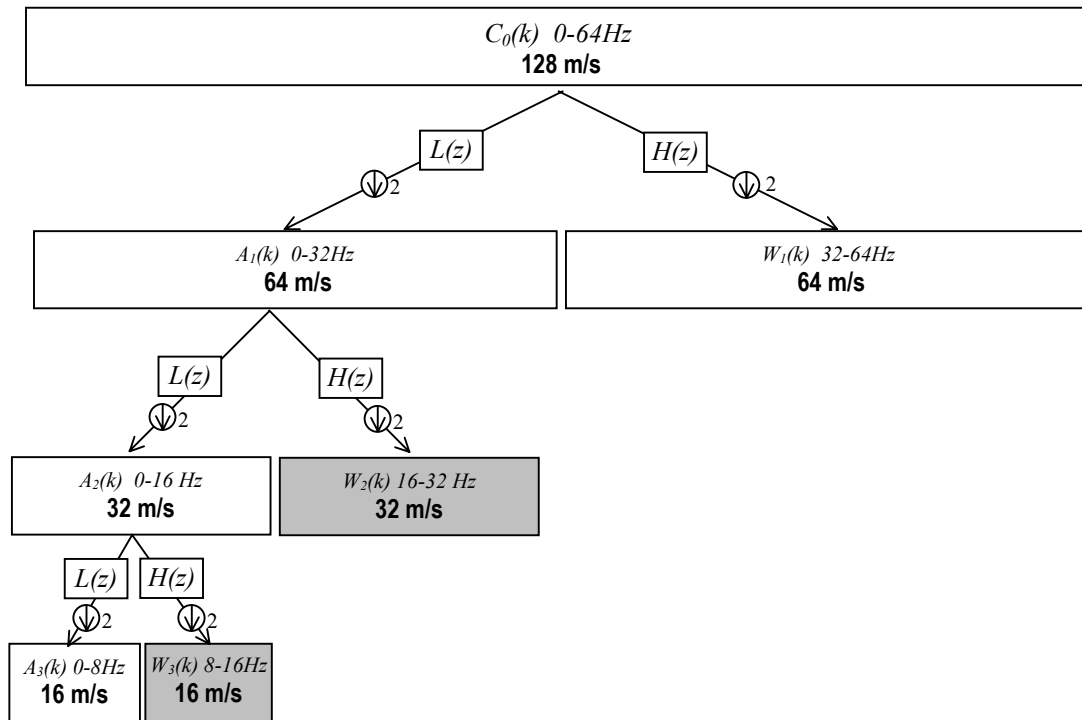 C₀(k) 0-64Hz
128 m/s
L(z)
H(z)
2
2
A₁(k) 0-32Hz
64 m/s
W₁(k) 32-64Hz
64 m/s
L(z)
H(z)
2
2
A₂(k) 0-16 Hz
32 m/s
W₂(k) 16-32 Hz
32 m/s
L(z)
H(z)
2
2
A₃(k) 0-8Hz
16 m/s
W₃(k) 8-16Hz
16 m/s